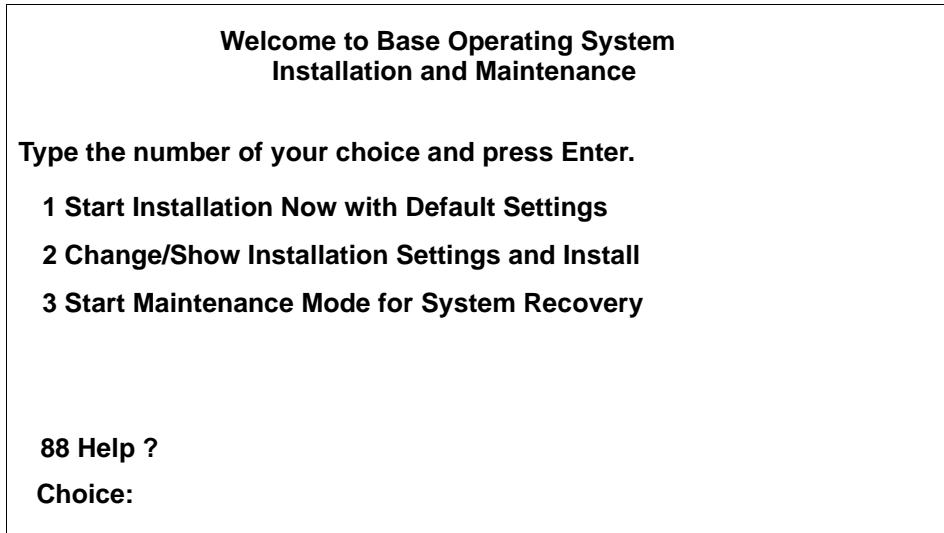 Welcome to Base Operating System
Installation and Maintenance
Type the number of your choice and press Enter.
1 Start Installation Now with Default Settings
2 Change/Show Installation Settings and Install
3 Start Maintenance Mode for System Recovery
88 Help ?
Choice: